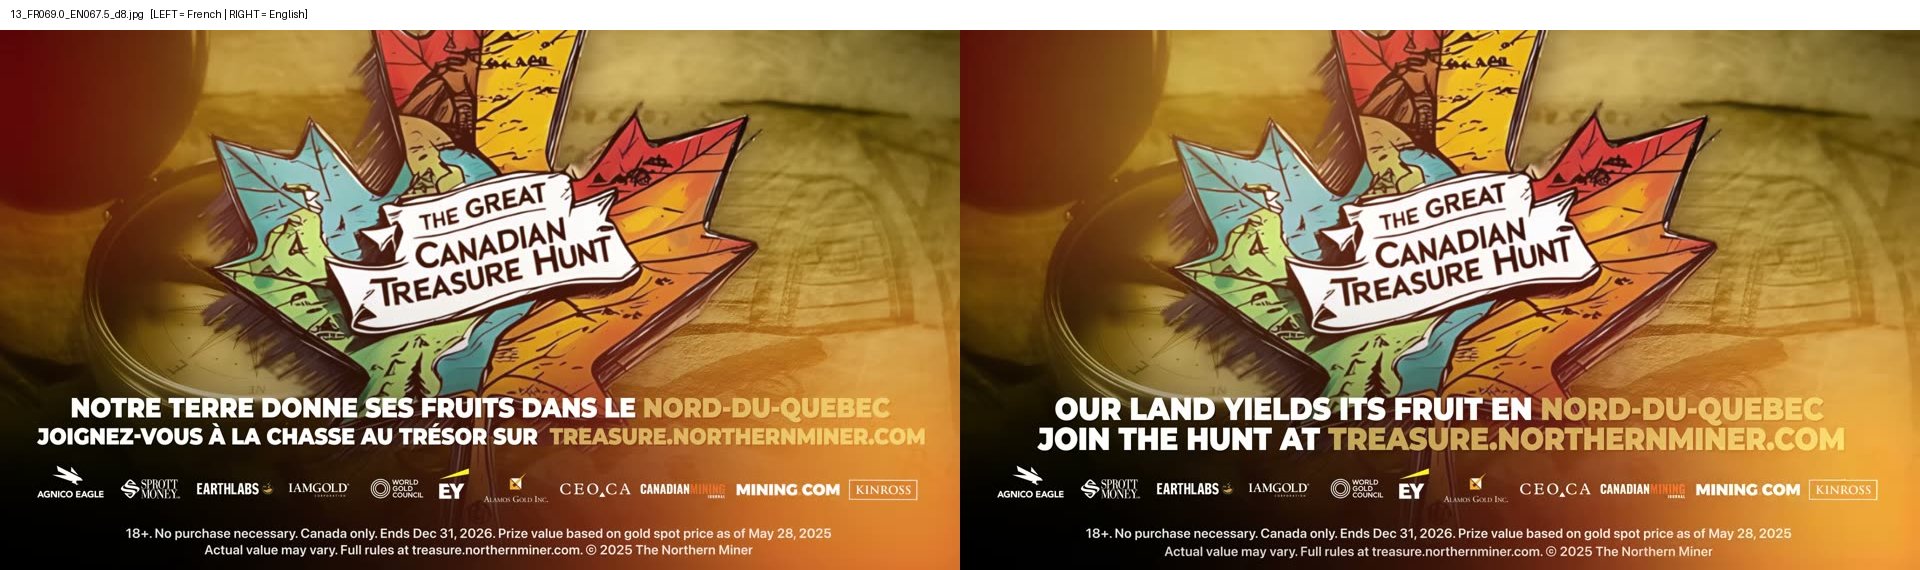 13_FR069.0_EN067.5_d8.jpg [LEFT = French | RIGHT = English]
THE GREAT
CANADIAN
TREASURE HUNT
NOTRE TERRE DONNE SES FRUITS DANS LE NORD-DU-QUEBEC
JOIGNEZ-VOUS À LA CHASSE AU TRÉSOR SUR TREASURE.NORTHERNMINER.COM
AGNICO EAGLE
SPROTT MONEY
EARTHLABS
IAMGOLD CORPORATION
WORLD GOLD COUNCIL
EY
ALAMOS GOLD INC.
CEO.CA
CANADIAN MINING JOURNAL
MINING.COM
KINROSS
18+. No purchase necessary. Canada only. Ends Dec 31, 2026. Prize value based on gold spot price as of May 28, 2025
Actual value may vary. Full rules at treasure.northernminer.com. © 2025 The Northern Miner
THE GREAT
CANADIAN
TREASURE HUNT
OUR LAND YIELDS ITS FRUIT EN NORD-DU-QUEBEC
JOIN THE HUNT AT TREASURE.NORTHERNMINER.COM
AGNICO EAGLE
SPROTT MONEY
EARTHLABS
IAMGOLD CORPORATION
WORLD GOLD COUNCIL
EY
ALAMOS GOLD INC.
CEO.CA
CANADIAN MINING JOURNAL
MINING.COM
KINROSS
18+. No purchase necessary. Canada only. Ends Dec 31, 2026. Prize value based on gold spot price as of May 28, 2025
Actual value may vary. Full rules at treasure.northernminer.com. © 2025 The Northern Miner